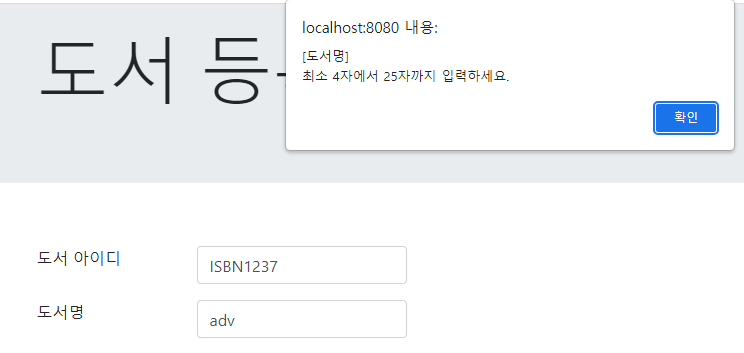 localhost:8080 내용:
[도서명]
최소 4자에서 25자까지 입력하세요.
확인
도서 등
도서 아이디
ISBN1237
도서명
adv